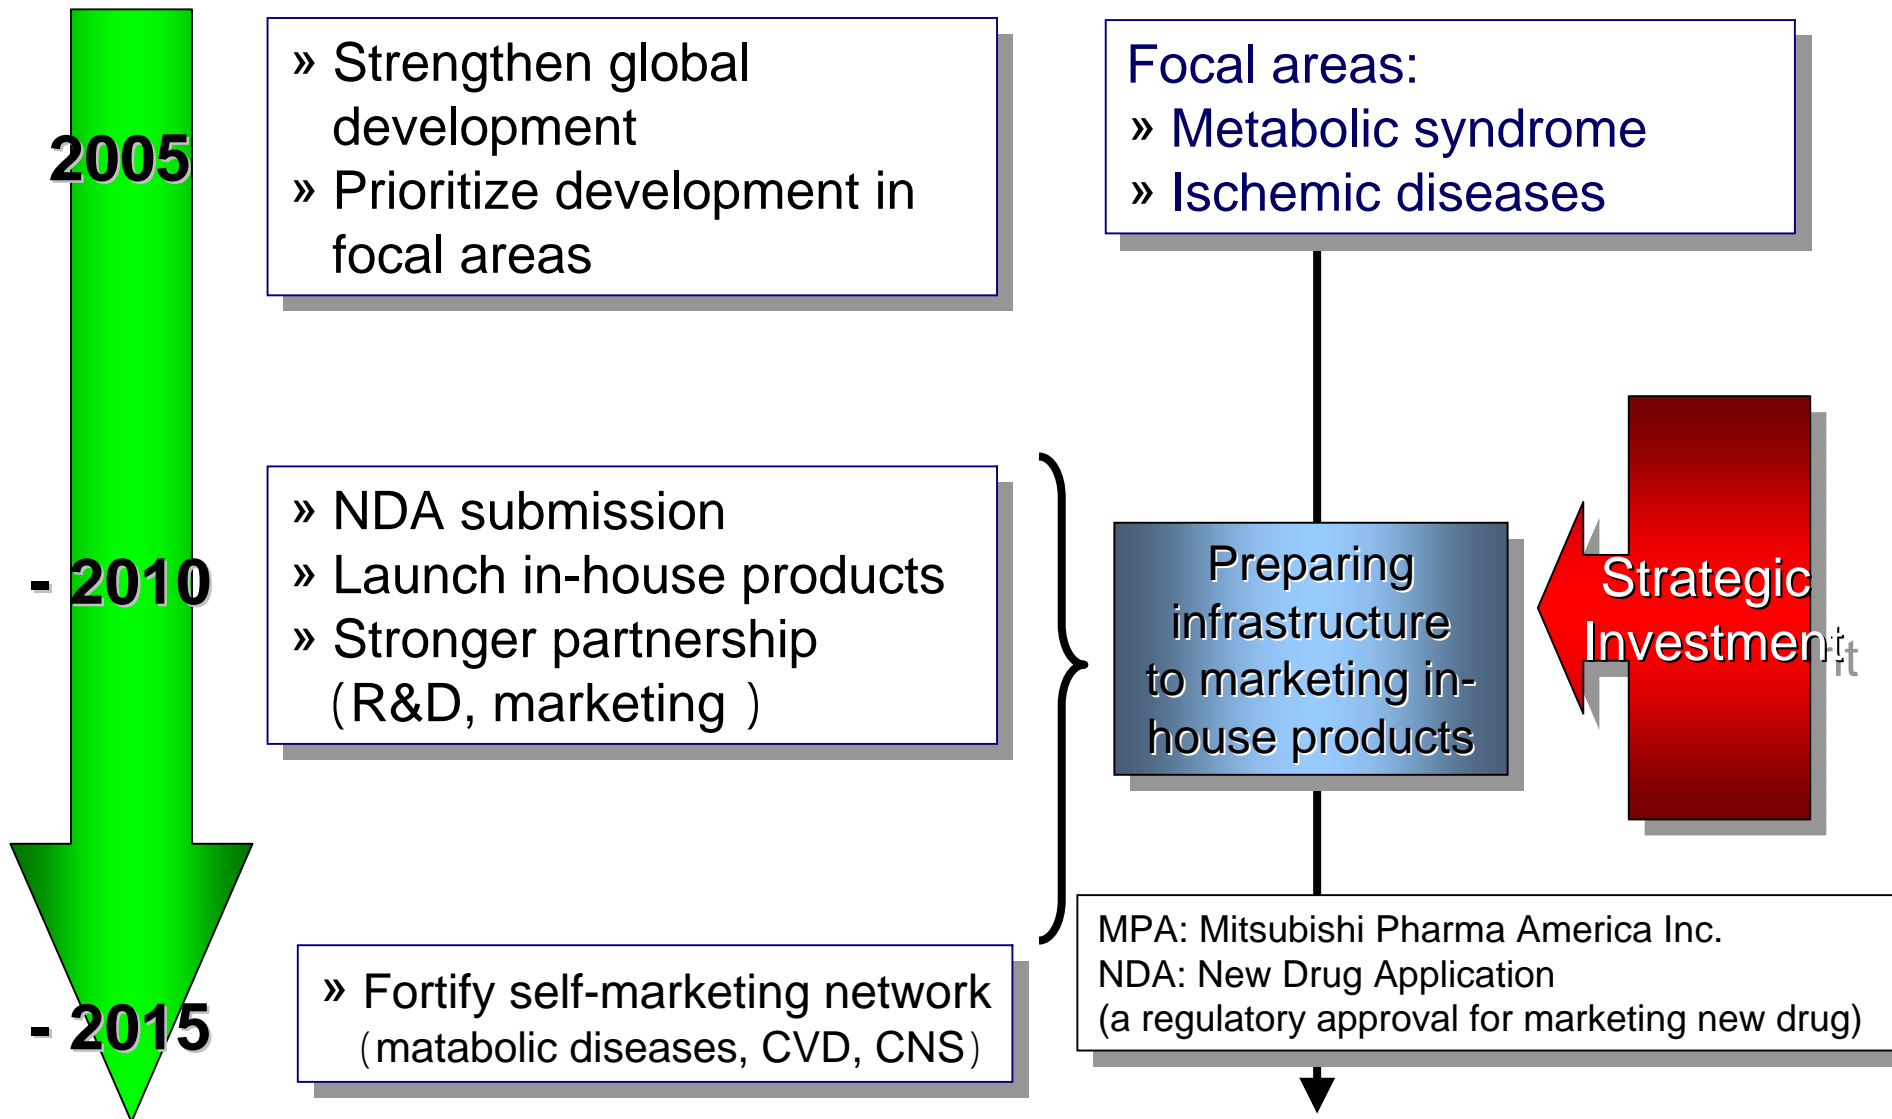 2005
» Strengthen global
development
» Prioritize development in
focal areas
Focal areas:
» Metabolic syndrome
» Ischemic diseases
- 2010
» NDA submission
» Launch in-house products
» Stronger partnership
(R&D, marketing )
Preparing
infrastructure
to marketing in-
house products
Strategic
Investment
- 2015
» Fortify self-marketing network
(matabolic diseases, CVD, CNS)
MPA: Mitsubishi Pharma America Inc.
NDA: New Drug Application
(a regulatory approval for marketing new drug)